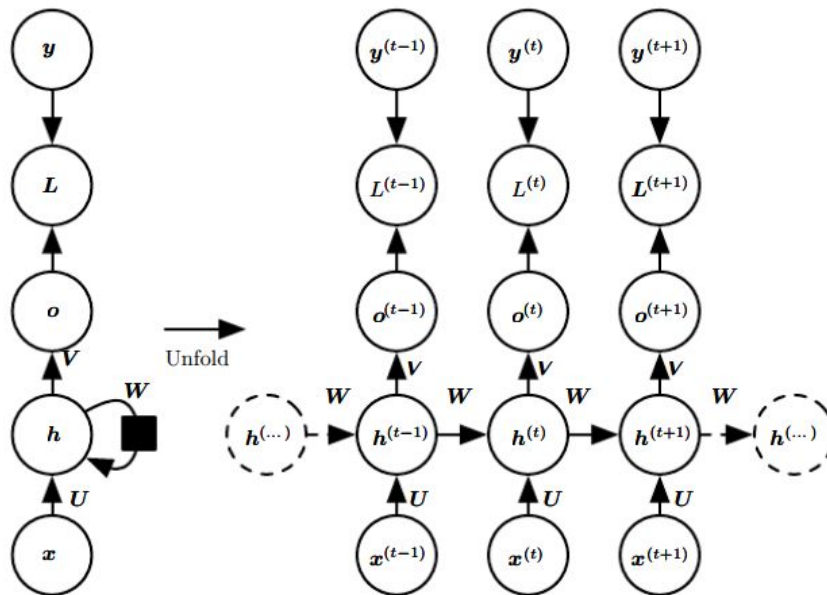 y y^(t−1) y^(t) y^(t+1)
L L^(t−1) L^(t) L^(t+1)
o o^(t−1) o^(t) o^(t+1)
Unfold
V V V V
W W W W W
h h^(...) h^(t−1) h^(t) h^(t+1) h^(...)
U U U U
x x^(t−1) x^(t) x^(t+1)